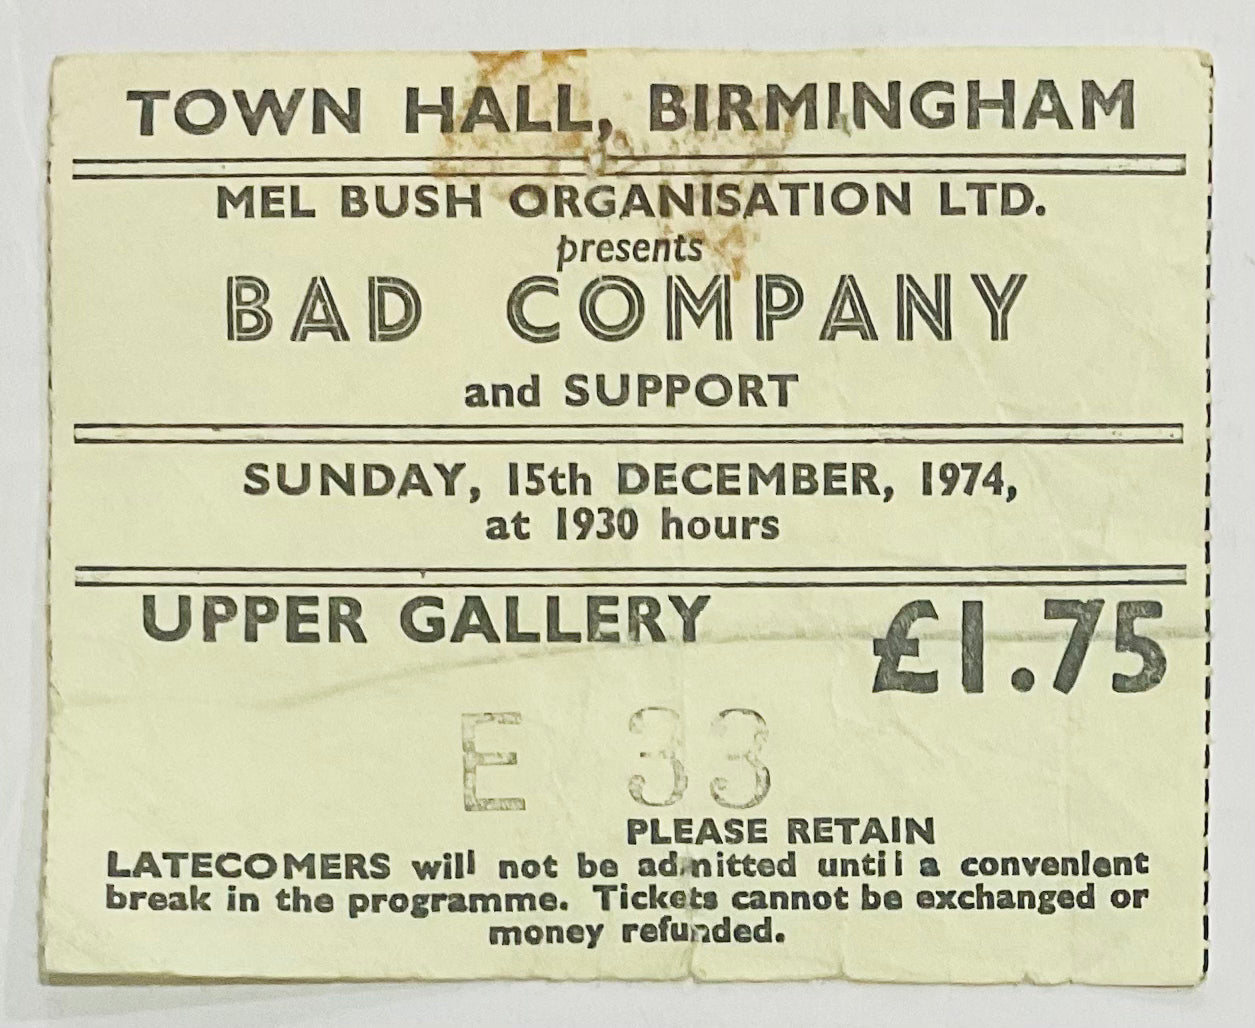 TOWN HALL, BIRMINGHAM
MEL BUSH ORGANISATION LTD.
presents
BAD COMPANY
and SUPPORT
SUNDAY, 15th DECEMBER, 1974,
at 1930 hours
UPPER GALLERY £1.75
E 33
PLEASE RETAIN
LATECOMERS will not be admitted until a convenient
break in the programme. Tickets cannot be exchanged or
money refunded.